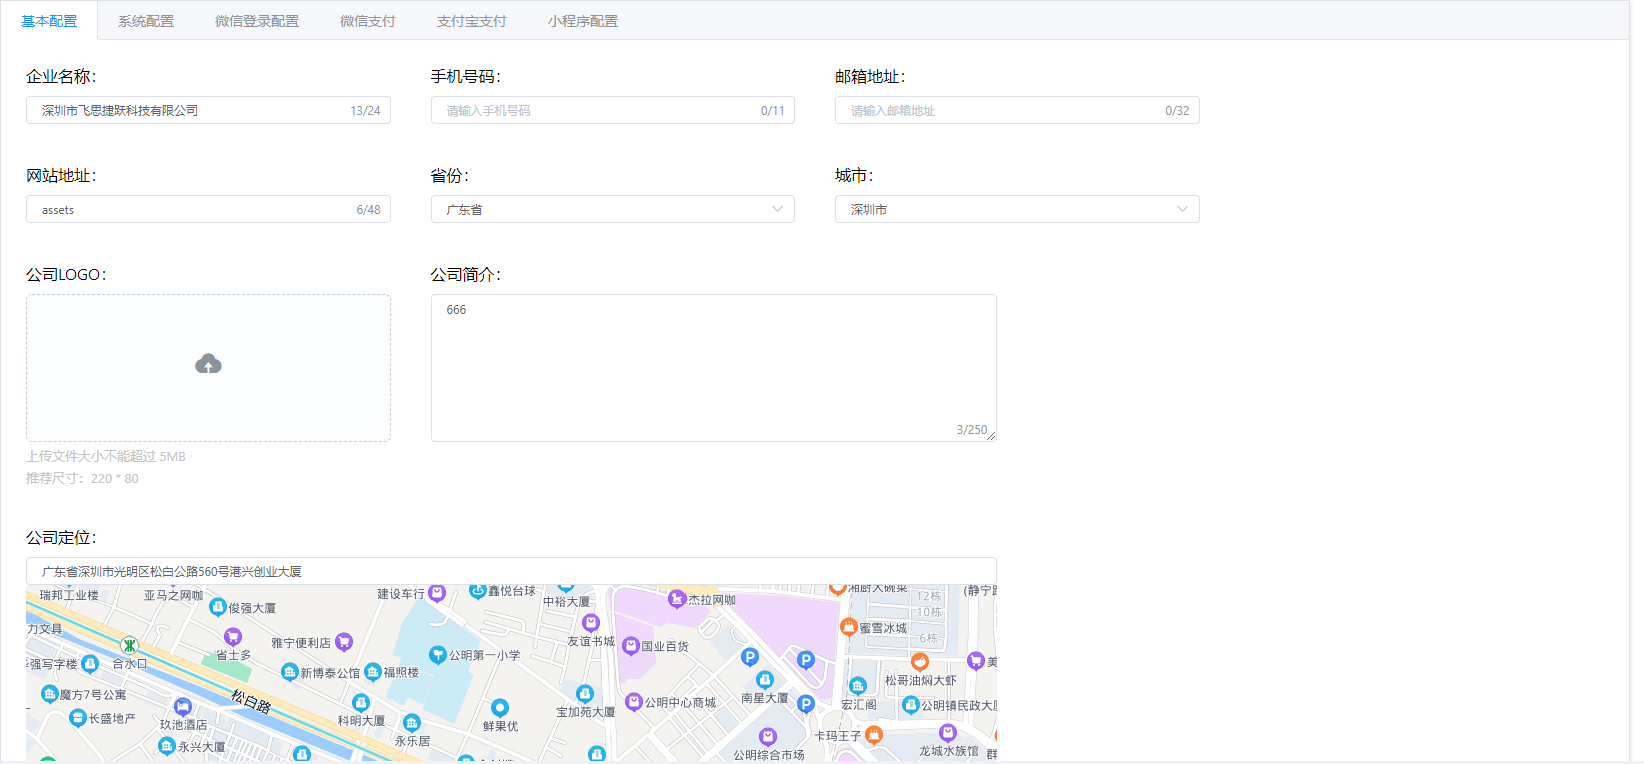 基本配置
系统配置
微信登录配置
微信支付
支付宝支付
小程序配置
企业名称：
手机号码：
邮箱地址：
深圳市飞思捷跃科技有限公司
13/24
请输入手机号码
0/11
请输入邮箱地址
0/32
网站地址：
省份：
城市：
assets
6/48
广东省
深圳市
公司LOGO：
公司简介：
666
3/250
上传文件大小不能超过 5MB
推荐尺寸：220 * 80
公司定位：
广东省深圳市光明区松白公路560号港兴创业大厦
瑞邦工业楼
亚马之网咖
俊强大厦
建设车行
鑫悦台球
中裕大厦
杰拉网咖
湘厨大碗菜
12栋
10栋
6栋
力文具
合水口
省士多
雅宁便利店
友谊书城
国业百货
蜜雪冰城
强写字楼
新博泰公馆
福照楼
公明第一小学
松哥油焖大虾
美
魔方7号公寓
长盛地产
松白路
玖池酒店
科明大厦
鲜果优
宝加苑大厦
公明中心商城
南星大厦
宏汇阁
公明镇民政大
永兴大厦
永乐居
公明综合市场
卡玛王子
龙城水族馆
群
P
P
P